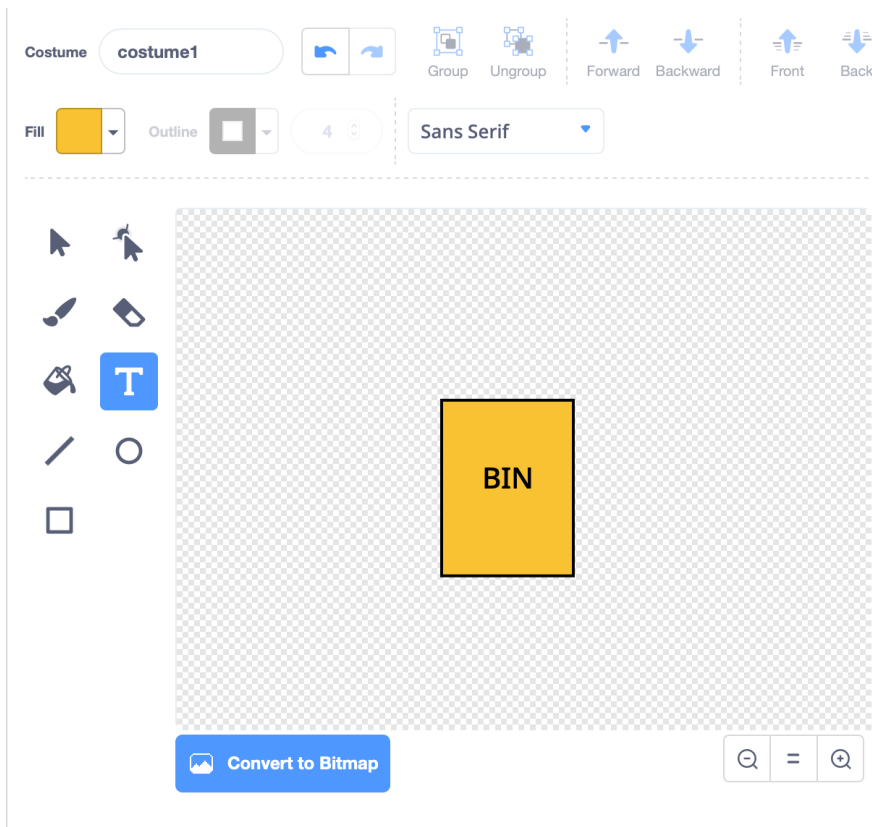 Costume costume1
Group Ungroup Forward Backward Front Back
Fill Outline 4 Sans Serif
T
BIN
Convert to Bitmap